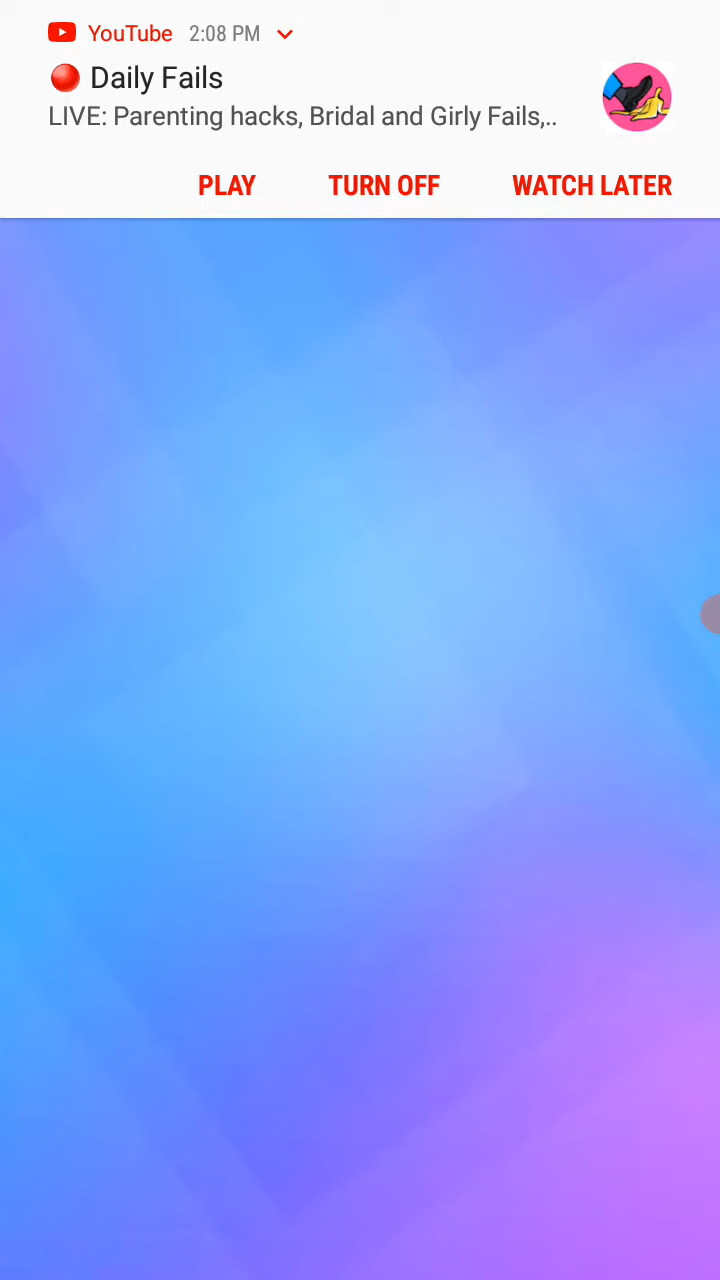 YouTube 2:08 PM
🔴 Daily Fails
LIVE: Parenting hacks, Bridal and Girly Fails,..
PLAY TURN OFF WATCH LATER